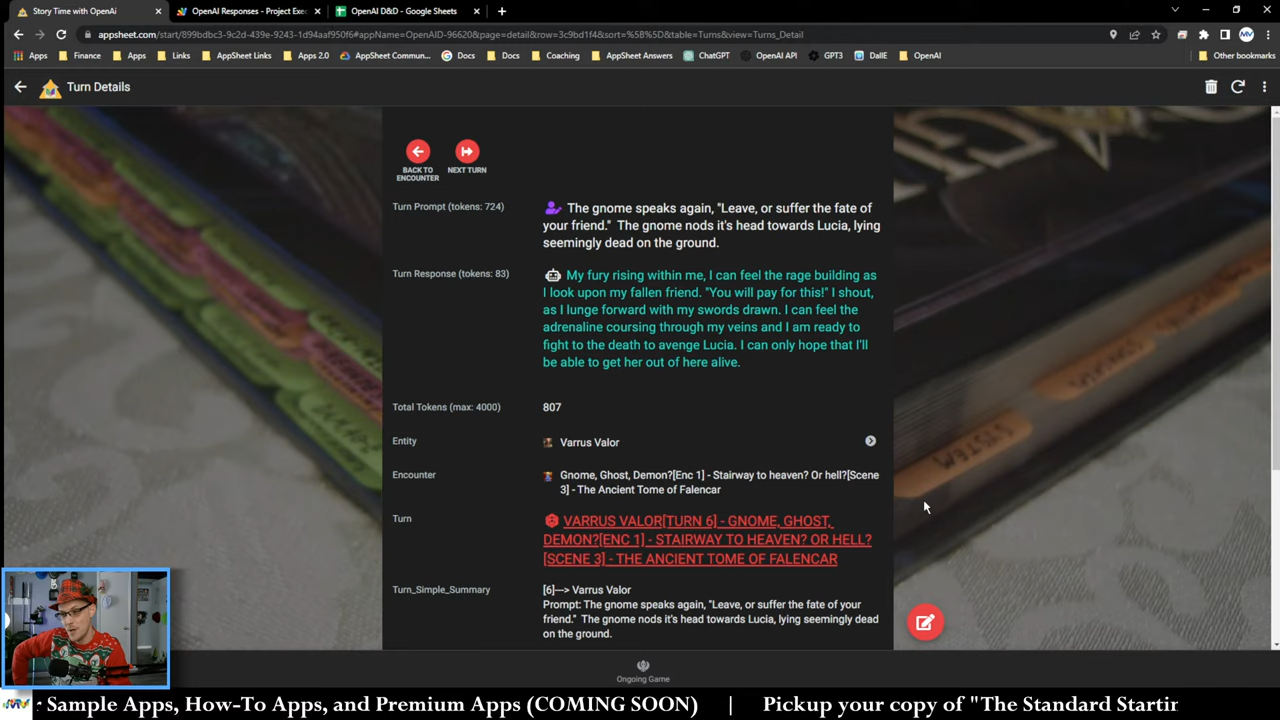 Story Time with OpenAi
OpenAI Responses - Project Exec
OpenAI D&D - Google Sheets
appsheet.com/start/899bdbc3-9c2d-439e-9243-1d94aaf950f6#appName=OpenAID-96620&page=detail&row=3c9bd1f4&sort=%5B%5D&table=Turns&view=Turns_Detail
Apps Finance Apps Links AppSheet Links Apps 2.0 AppSheet Commun... Docs Docs Coaching AppSheet Answers ChatGPT OpenAI API GPT3 DallE OpenAI Other bookmarks
Turn Details
BACK TO
ENCOUNTER
NEXT TURN
Turn Prompt (tokens: 724)
The gnome speaks again, "Leave, or suffer the fate of
your friend." The gnome nods it's head towards Lucia, lying
seemingly dead on the ground.
Turn Response (tokens: 83)
My fury rising within me, I can feel the rage building as
I look upon my fallen friend. "You will pay for this!" I shout,
as I lunge forward with my swords drawn. I can feel the
adrenaline coursing through my veins and I am ready to
fight to the death to avenge Lucia. I can only hope that I'll
be able to get her out of here alive.
Total Tokens (max: 4000)
807
Entity
Varrus Valor
Encounter
Gnome, Ghost, Demon?[Enc 1] - Stairway to heaven? Or hell?[Scene
3] - The Ancient Tome of Falencar
Turn
VARRUS VALOR[TURN 6] - GNOME, GHOST,
DEMON?[ENC 1] - STAIRWAY TO HEAVEN? OR HELL?
[SCENE 3] - THE ANCIENT TOME OF FALENCAR
Turn_Simple_Summary
[6]—> Varrus Valor
Prompt: The gnome speaks again, "Leave, or suffer the fate of your
friend." The gnome nods it's head towards Lucia, lying seemingly dead
on the ground.
SYSTEM
Ongoing Game
Sample Apps, How-To Apps, and Premium Apps (COMING SOON) | Pickup your copy of "The Standard Startin